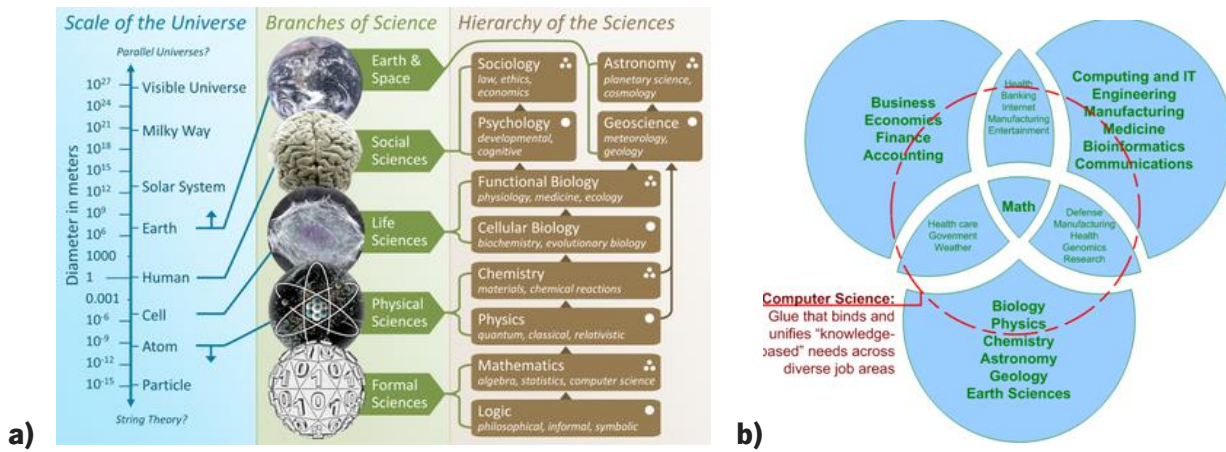 Scale of the Universe
Branches of Science
Hierarchy of the Sciences
Parallel Universes?
Diameter in meters
10^27
10^24
10^21
10^18
10^15
10^12
10^9
10^6
1000
1
0.001
10^-6
10^-9
10^-12
10^-15
Visible Universe
Milky Way
Solar System
Earth
Human
Cell
Atom
Particle
String Theory?
Earth &
Space
Social
Sciences
Life
Sciences
Physical
Sciences
Formal
Sciences
Sociology
law, ethics,
economics
Astronomy
planetary science,
cosmology
Psychology
developmental,
cognitive
Geoscience
meteorology,
geology
Functional Biology
physiology, medicine, ecology
Cellular Biology
biochemistry, evolutionary biology
Chemistry
materials, chemical reactions
Physics
quantum, classical, relativistic
Mathematics
algebra, statistics, computer science
Logic
philosophical, informal, symbolic
a)
Business
Economics
Finance
Accounting
Health
Banking
Internet
Manufacturing
Entertainment
Computing and IT
Engineering
Manufacturing
Medicine
Bioinformatics
Communications
Math
Health care
Goverment
Weather
Defense
Manufacturing
Health
Genomics
Research
Computer Science:
Glue that binds and
unifies “knowledge-
ased” needs across
diverse job areas
Biology
Physics
Chemistry
Astronomy
Geology
Earth Sciences
b)